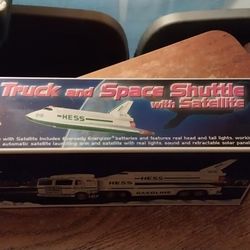 Truck and Space Shuttle
with Satellite
HESS
with Satellite Includes Energizer batteries and features real head and tail lights, working
automatic satellite launching arm and satellite with real lights, sound and retractable solar panels
HESS
HESS
GASOLINE